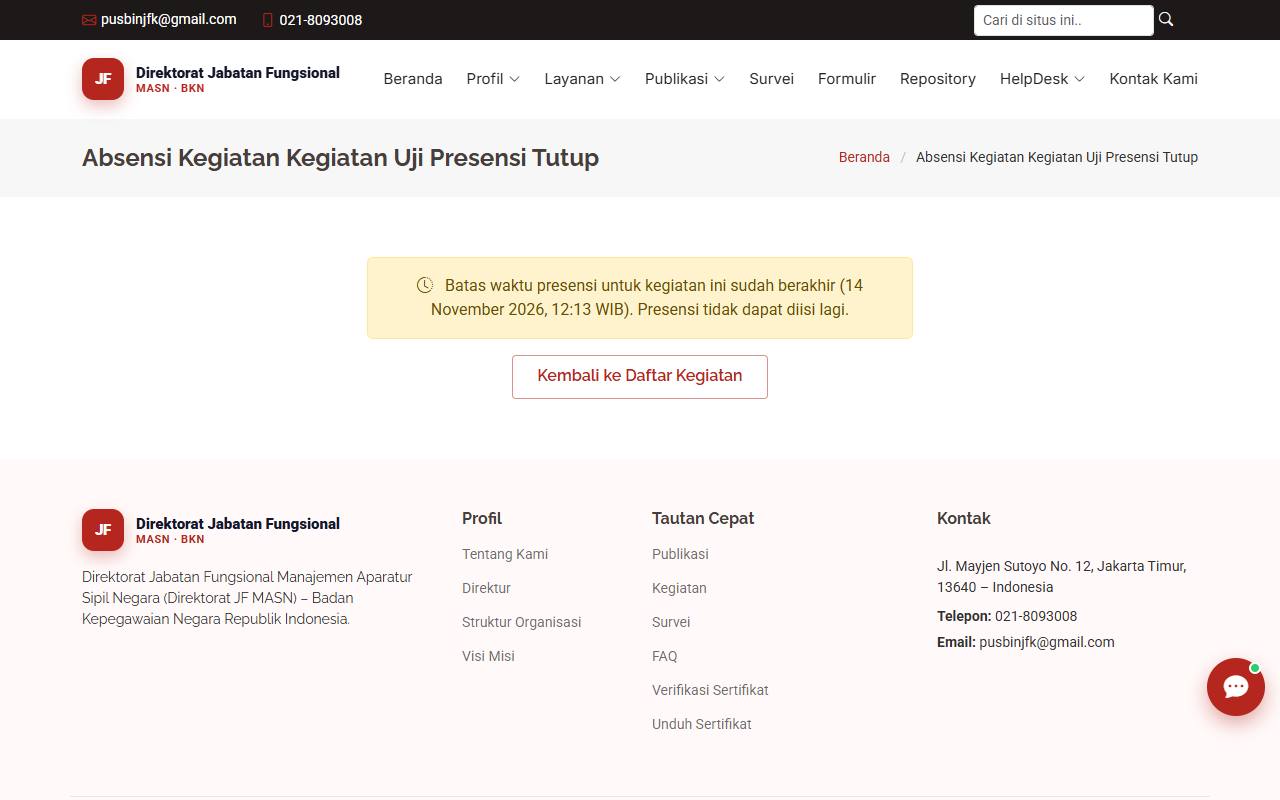 pusbinjfk@gmail.com
021-8093008
Cari di situs ini..
JF
Direktorat Jabatan Fungsional
MASN · BKN
Beranda
Profil
Layanan
Publikasi
Survei
Formulir
Repository
HelpDesk
Kontak Kami
Absensi Kegiatan Kegiatan Uji Presensi Tutup
Beranda / Absensi Kegiatan Kegiatan Uji Presensi Tutup
Batas waktu presensi untuk kegiatan ini sudah berakhir (14
November 2026, 12:13 WIB). Presensi tidak dapat diisi lagi.
Kembali ke Daftar Kegiatan
JF
Direktorat Jabatan Fungsional
MASN · BKN
Direktorat Jabatan Fungsional Manajemen Aparatur
Sipil Negara (Direktorat JF MASN) – Badan
Kepegawaian Negara Republik Indonesia.
Profil
Tentang Kami
Direktur
Struktur Organisasi
Visi Misi
Tautan Cepat
Publikasi
Kegiatan
Survei
FAQ
Verifikasi Sertifikat
Unduh Sertifikat
Kontak
Jl. Mayjen Sutoyo No. 12, Jakarta Timur,
13640 – Indonesia
Telepon: 021-8093008
Email: pusbinjfk@gmail.com